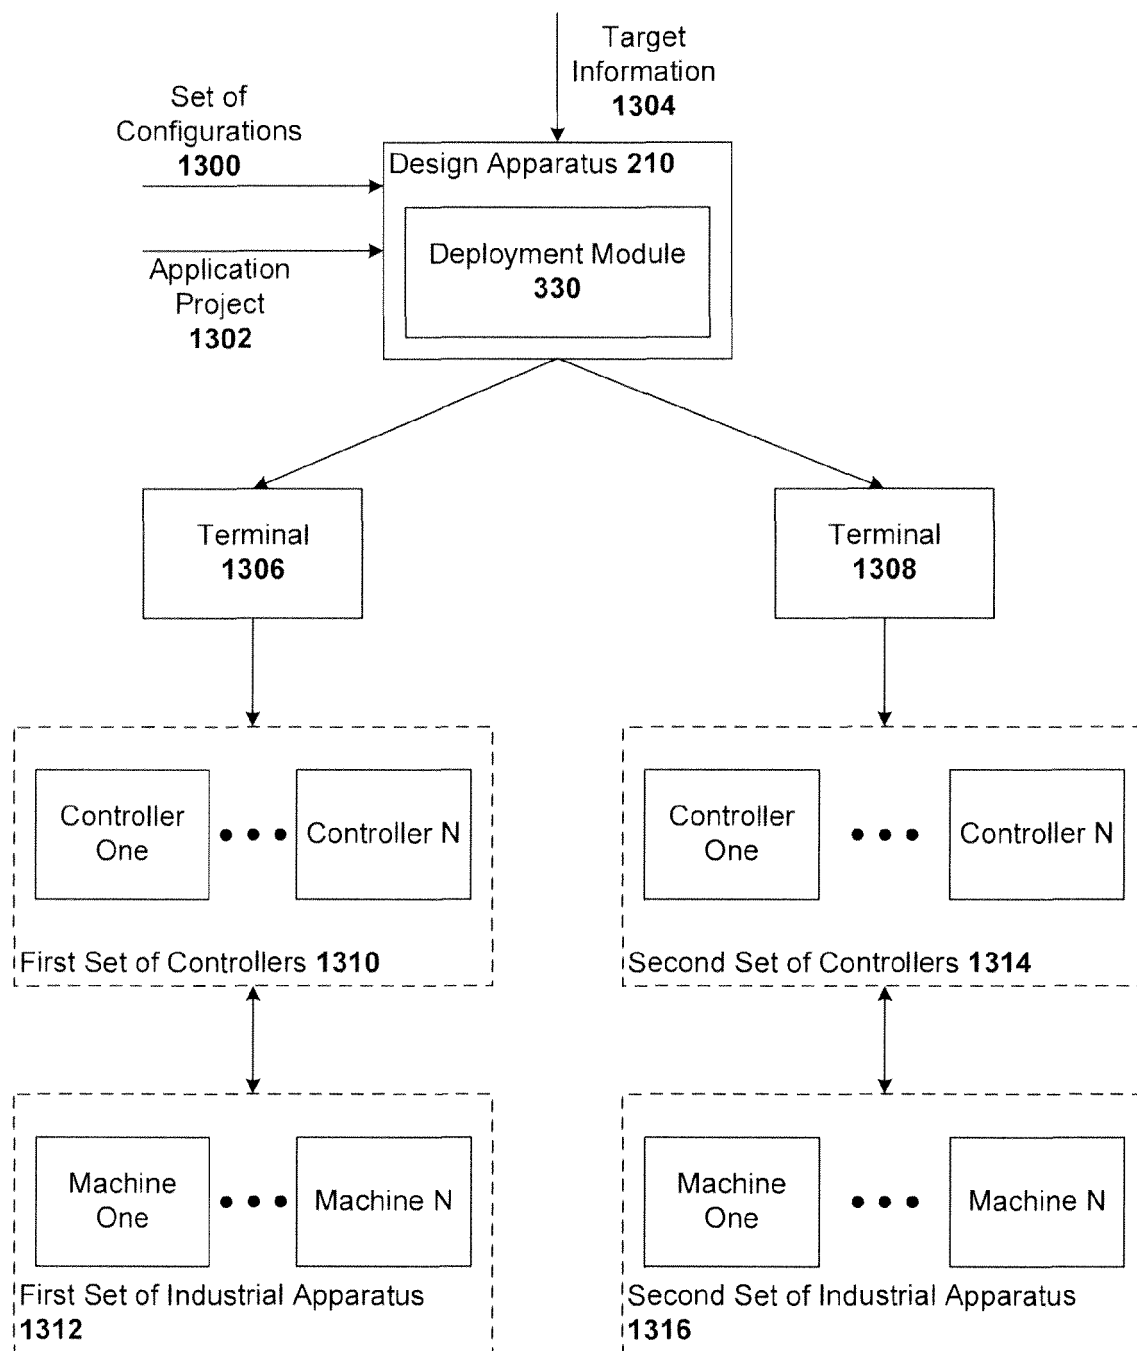 Target
Information
1304
Set of
Configurations
1300
Design Apparatus 210
Deployment Module
330
Application
Project
1302
Terminal
1306
Terminal
1308
Controller
One
Controller N
First Set of Controllers 1310
Controller
One
Controller N
Second Set of Controllers 1314
Machine
One
Machine N
First Set of Industrial Apparatus
1312
Machine
One
Machine N
Second Set of Industrial Apparatus
1316